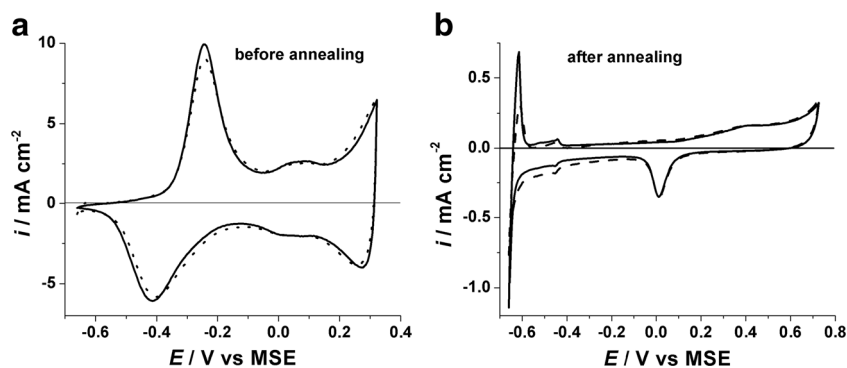 a
before annealing
10
5
0
5
-0.6
-0.4
-0.2
0.0
0.2
0.4
i / mA cm-2
E / V vs MSE
b
after annealing
0.5
0.0
-0.5
-1.0
-0.6
-0.4
-0.2
0.0
0.2
0.4
0.6
0.8
i / mA cm-2
E / V vs MSE